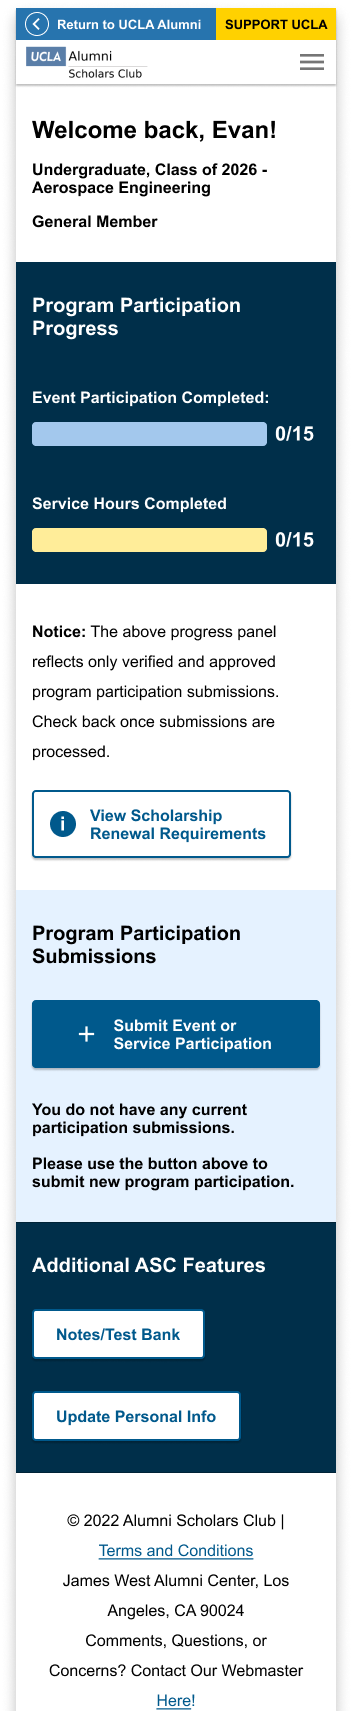 Return to UCLA Alumni
SUPPORT UCLA
UCLA Alumni
Scholars Club
Welcome back, Evan!
Undergraduate, Class of 2026 -
Aerospace Engineering
General Member
Program Participation
Progress
Event Participation Completed:
0/15
Service Hours Completed
0/15
Notice: The above progress panel
reflects only verified and approved
program participation submissions.
Check back once submissions are
processed.
View Scholarship
Renewal Requirements
Program Participation
Submissions
Submit Event or
Service Participation
You do not have any current
participation submissions.
Please use the button above to
submit new program participation.
Additional ASC Features
Notes/Test Bank
Update Personal Info
© 2022 Alumni Scholars Club |
Terms and Conditions
James West Alumni Center, Los
Angeles, CA 90024
Comments, Questions, or
Concerns? Contact Our Webmaster
Here!